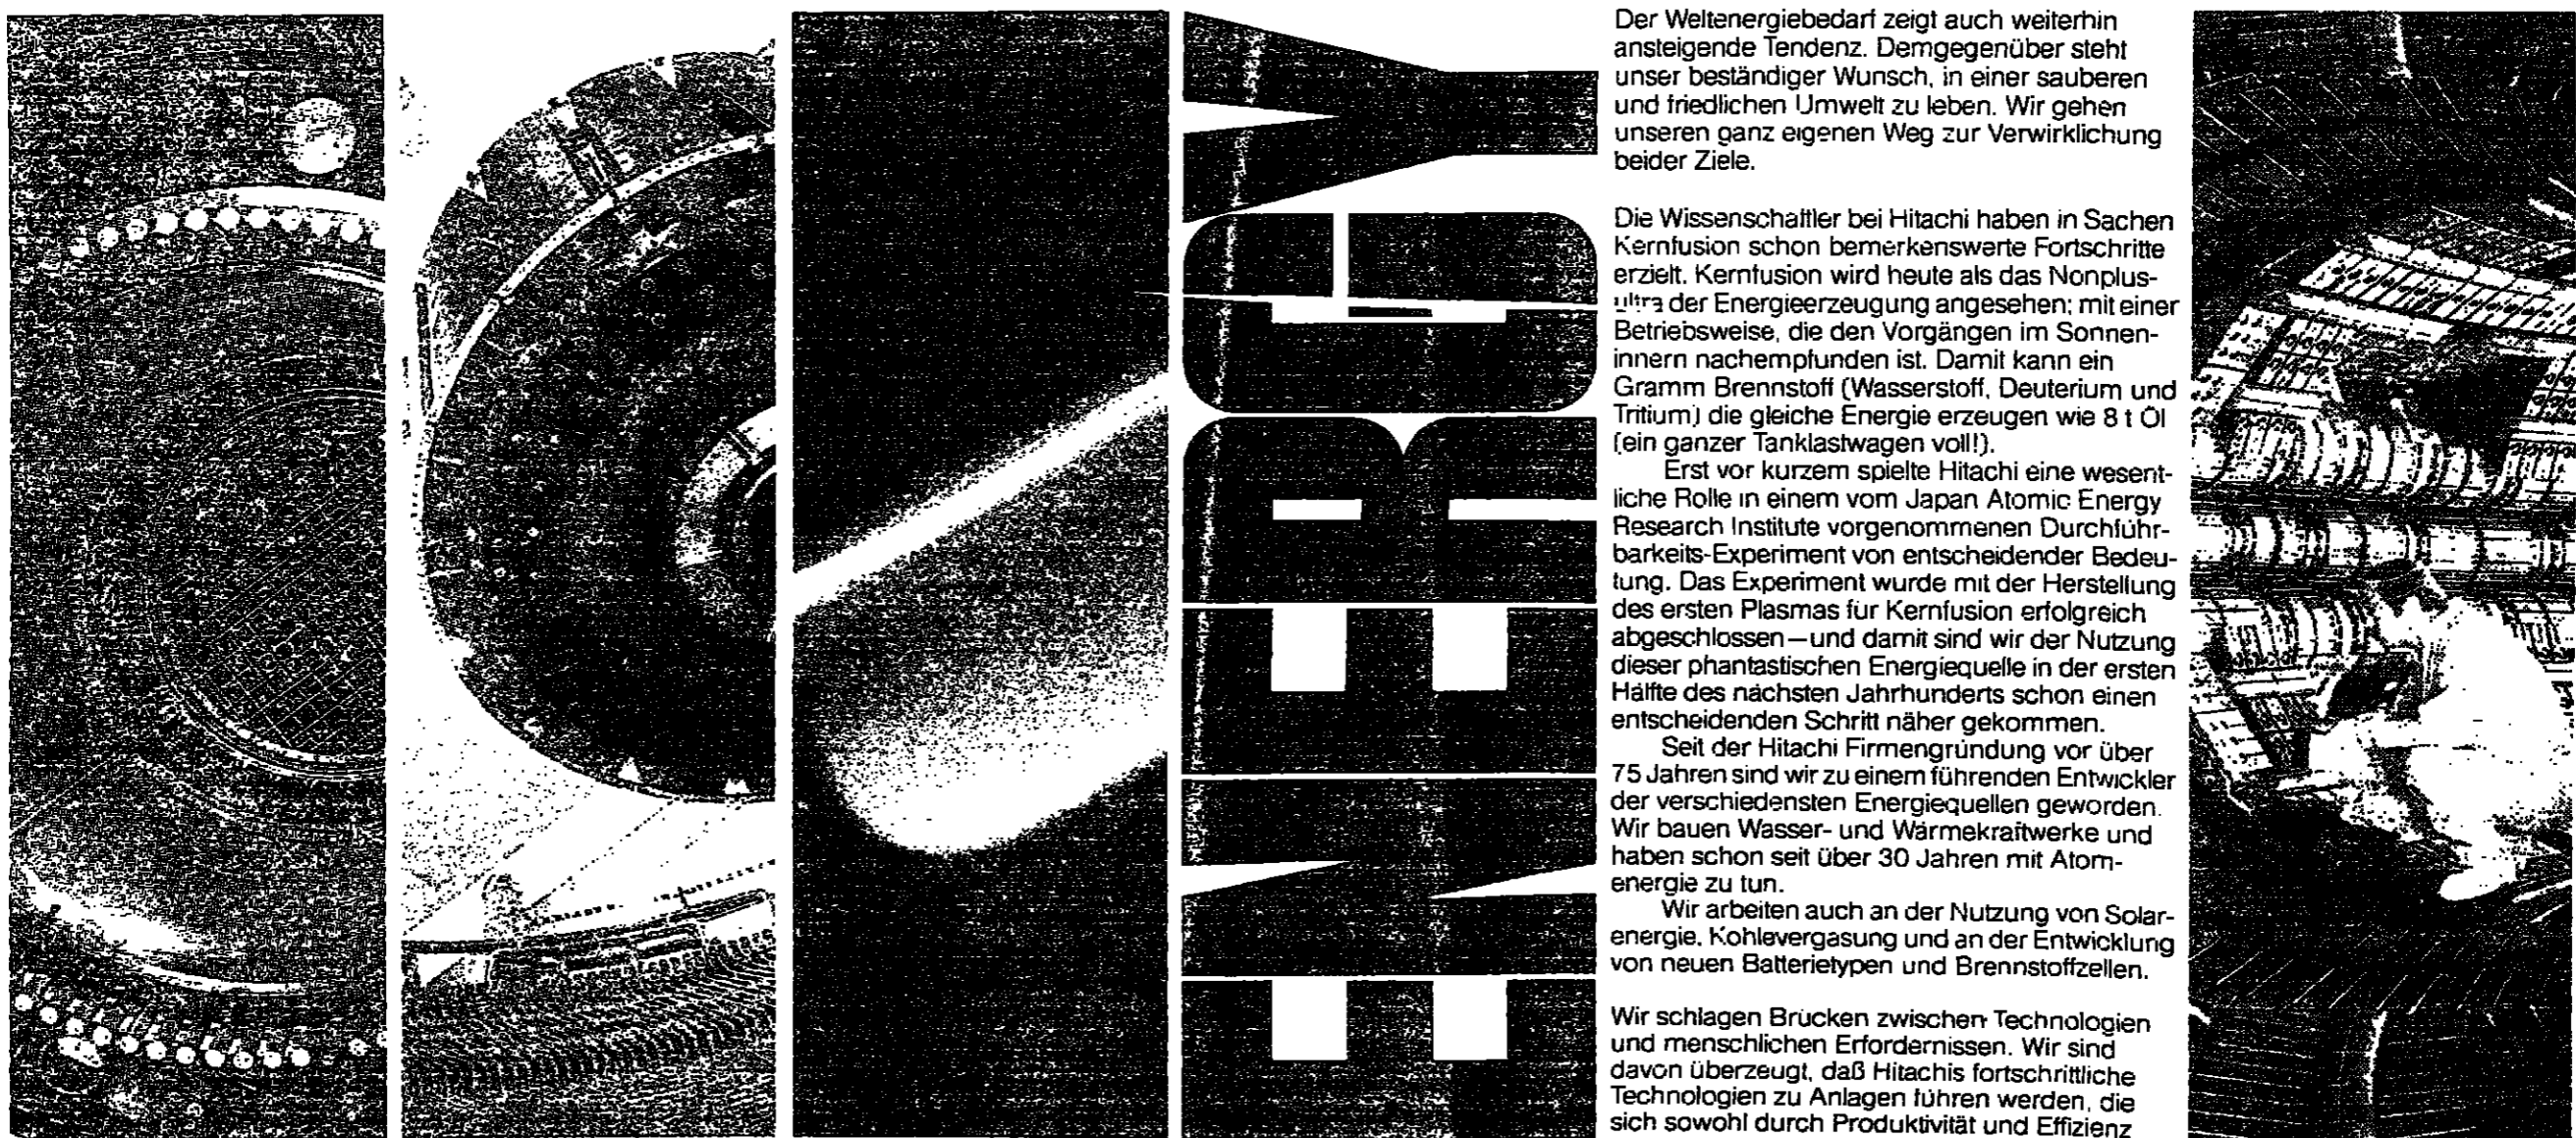 ENERGY
Der Weltenergiebedarf zeigt auch weiterhin
ansteigende Tendenz. Demgegenüber steht
unser beständiger Wunsch, in einer sauberen
und friedlichen Umwelt zu leben. Wir gehen
unseren ganz eigenen Weg zur Verwirklichung
beider Ziele.
Die Wissenschaftler bei Hitachi haben in Sachen
Kernfusion schon bemerkenswerte Fortschritte
erzielt. Kernfusion wird heute als das Nonplus-
ultra der Energieerzeugung angesehen; mit einer
Betriebsweise, die den Vorgängen im Sonnen-
innern nachempfunden ist. Damit kann ein
Gramm Brennstoff (Wasserstoff, Deuterium und
Tritium) die gleiche Energie erzeugen wie 8 t Öl
(ein ganzer Tanklastwagen voll!).
Erst vor kurzem spielte Hitachi eine wesent-
liche Rolle in einem vom Japan Atomic Energy
Research Institute vorgenommenen Durchführ-
barkeits-Experiment von entscheidender Bedeu-
tung. Das Experiment wurde mit der Herstellung
des ersten Plasmas für Kernfusion erfolgreich
abgeschlossen—und damit sind wir der Nutzung
dieser phantastischen Energiequelle in der ersten
Hälfte des nächsten Jahrhunderts schon einen
entscheidenden Schritt näher gekommen.
Seit der Hitachi Firmengründung vor über
75 Jahren sind wir zu einem führenden Entwickler
der verschiedensten Energiequellen geworden.
Wir bauen Wasser- und Wärmekraftwerke und
haben schon seit über 30 Jahren mit Atom-
energie zu tun.
Wir arbeiten auch an der Nutzung von Solar-
energie, Kohlevergasung und an der Entwicklung
von neuen Batterietypen und Brennstoffzellen.
Wir schlagen Brücken zwischen Technologien
und menschlichen Erfordernissen. Wir sind
davon überzeugt, daß Hitachis fortschrittliche
Technologien zu Anlagen führen werden, die
sich sowohl durch Produktivität und Effizienz